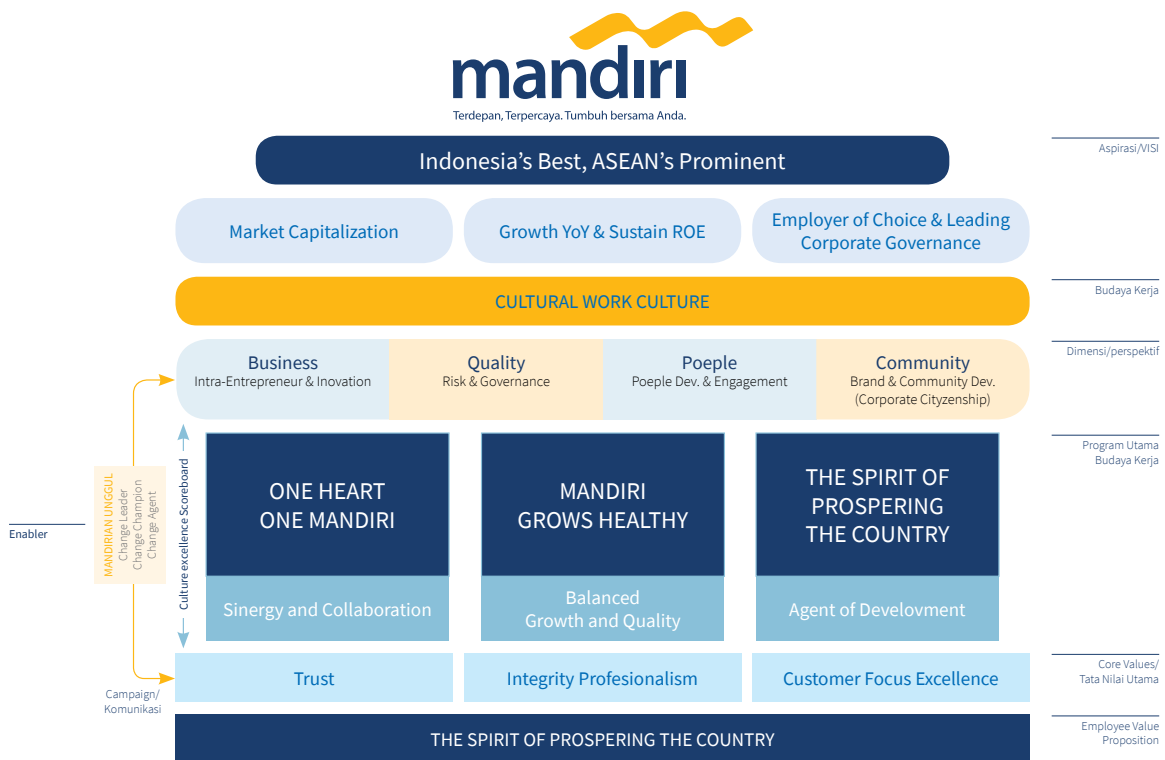 mandiri
Terdepan, Terpercaya. Tumbuh bersama Anda.
Indonesia's Best, ASEAN's Prominent
Aspirasi/VISI
Market Capitalization
Growth YoY & Sustain ROE
Employer of Choice & Leading
Corporate Governance
CULTURAL WORK CULTURE
Budaya Kerja
Business
Intra-Entrepreneur & Inovation
Quality
Risk & Governance
Poeple
Poeple Dev. & Engagement
Community
Brand & Community Dev.
(Corporate Cityzenship)
Dimensi/perspektif
Enabler
MANDIRIAN UNGGUL
Change Leader
Change Champion
Change Agent
Culture excellence Scoreboard
ONE HEART
ONE MANDIRI
Sinergy and Collaboration
MANDIRI
GROWS HEALTHY
Balanced
Growth and Quality
THE SPIRIT OF
PROSPERING
THE COUNTRY
Agent of Develovment
Program Utama
Budaya Kerja
Campaign/
Komunikasi
Trust
Integrity Profesionalism
Customer Focus Excellence
Core Values/
Tata Nilai Utama
THE SPIRIT OF PROSPERING THE COUNTRY
Employee Value
Proposition